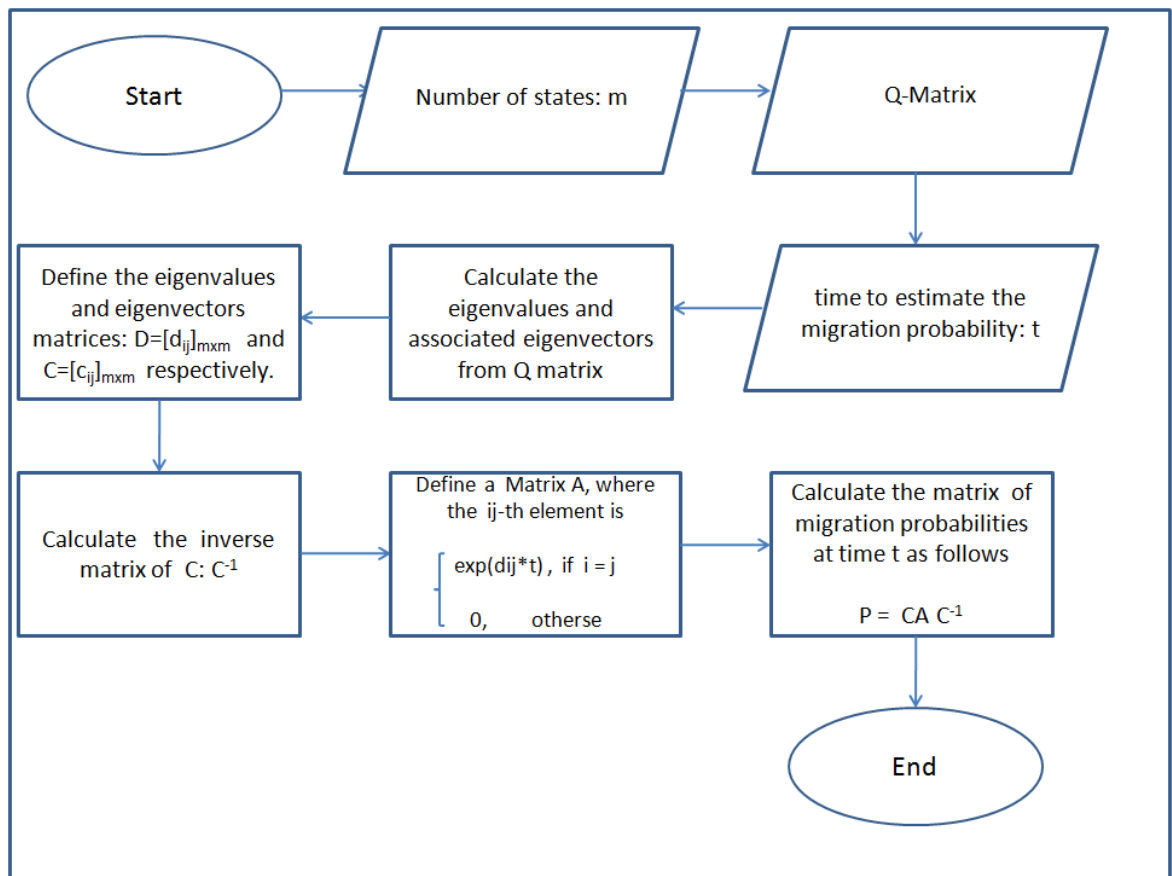 Start
Number of states: m
Q-Matrix
time to estimate the
migration probability: t
Calculate the
eigenvalues and
associated eigenvectors
from Q matrix
Define the eigenvalues
and eigenvectors
matrices: D=[dij]mxm and
C=[cij]mxm respectively.
Calculate the inverse
matrix of C: C-1
Define a Matrix A, where
the ij-th element is
exp(dij*t) , if i = j
0, otherse
Calculate the matrix of
migration probabilities
at time t as follows
P = CA C-1
End